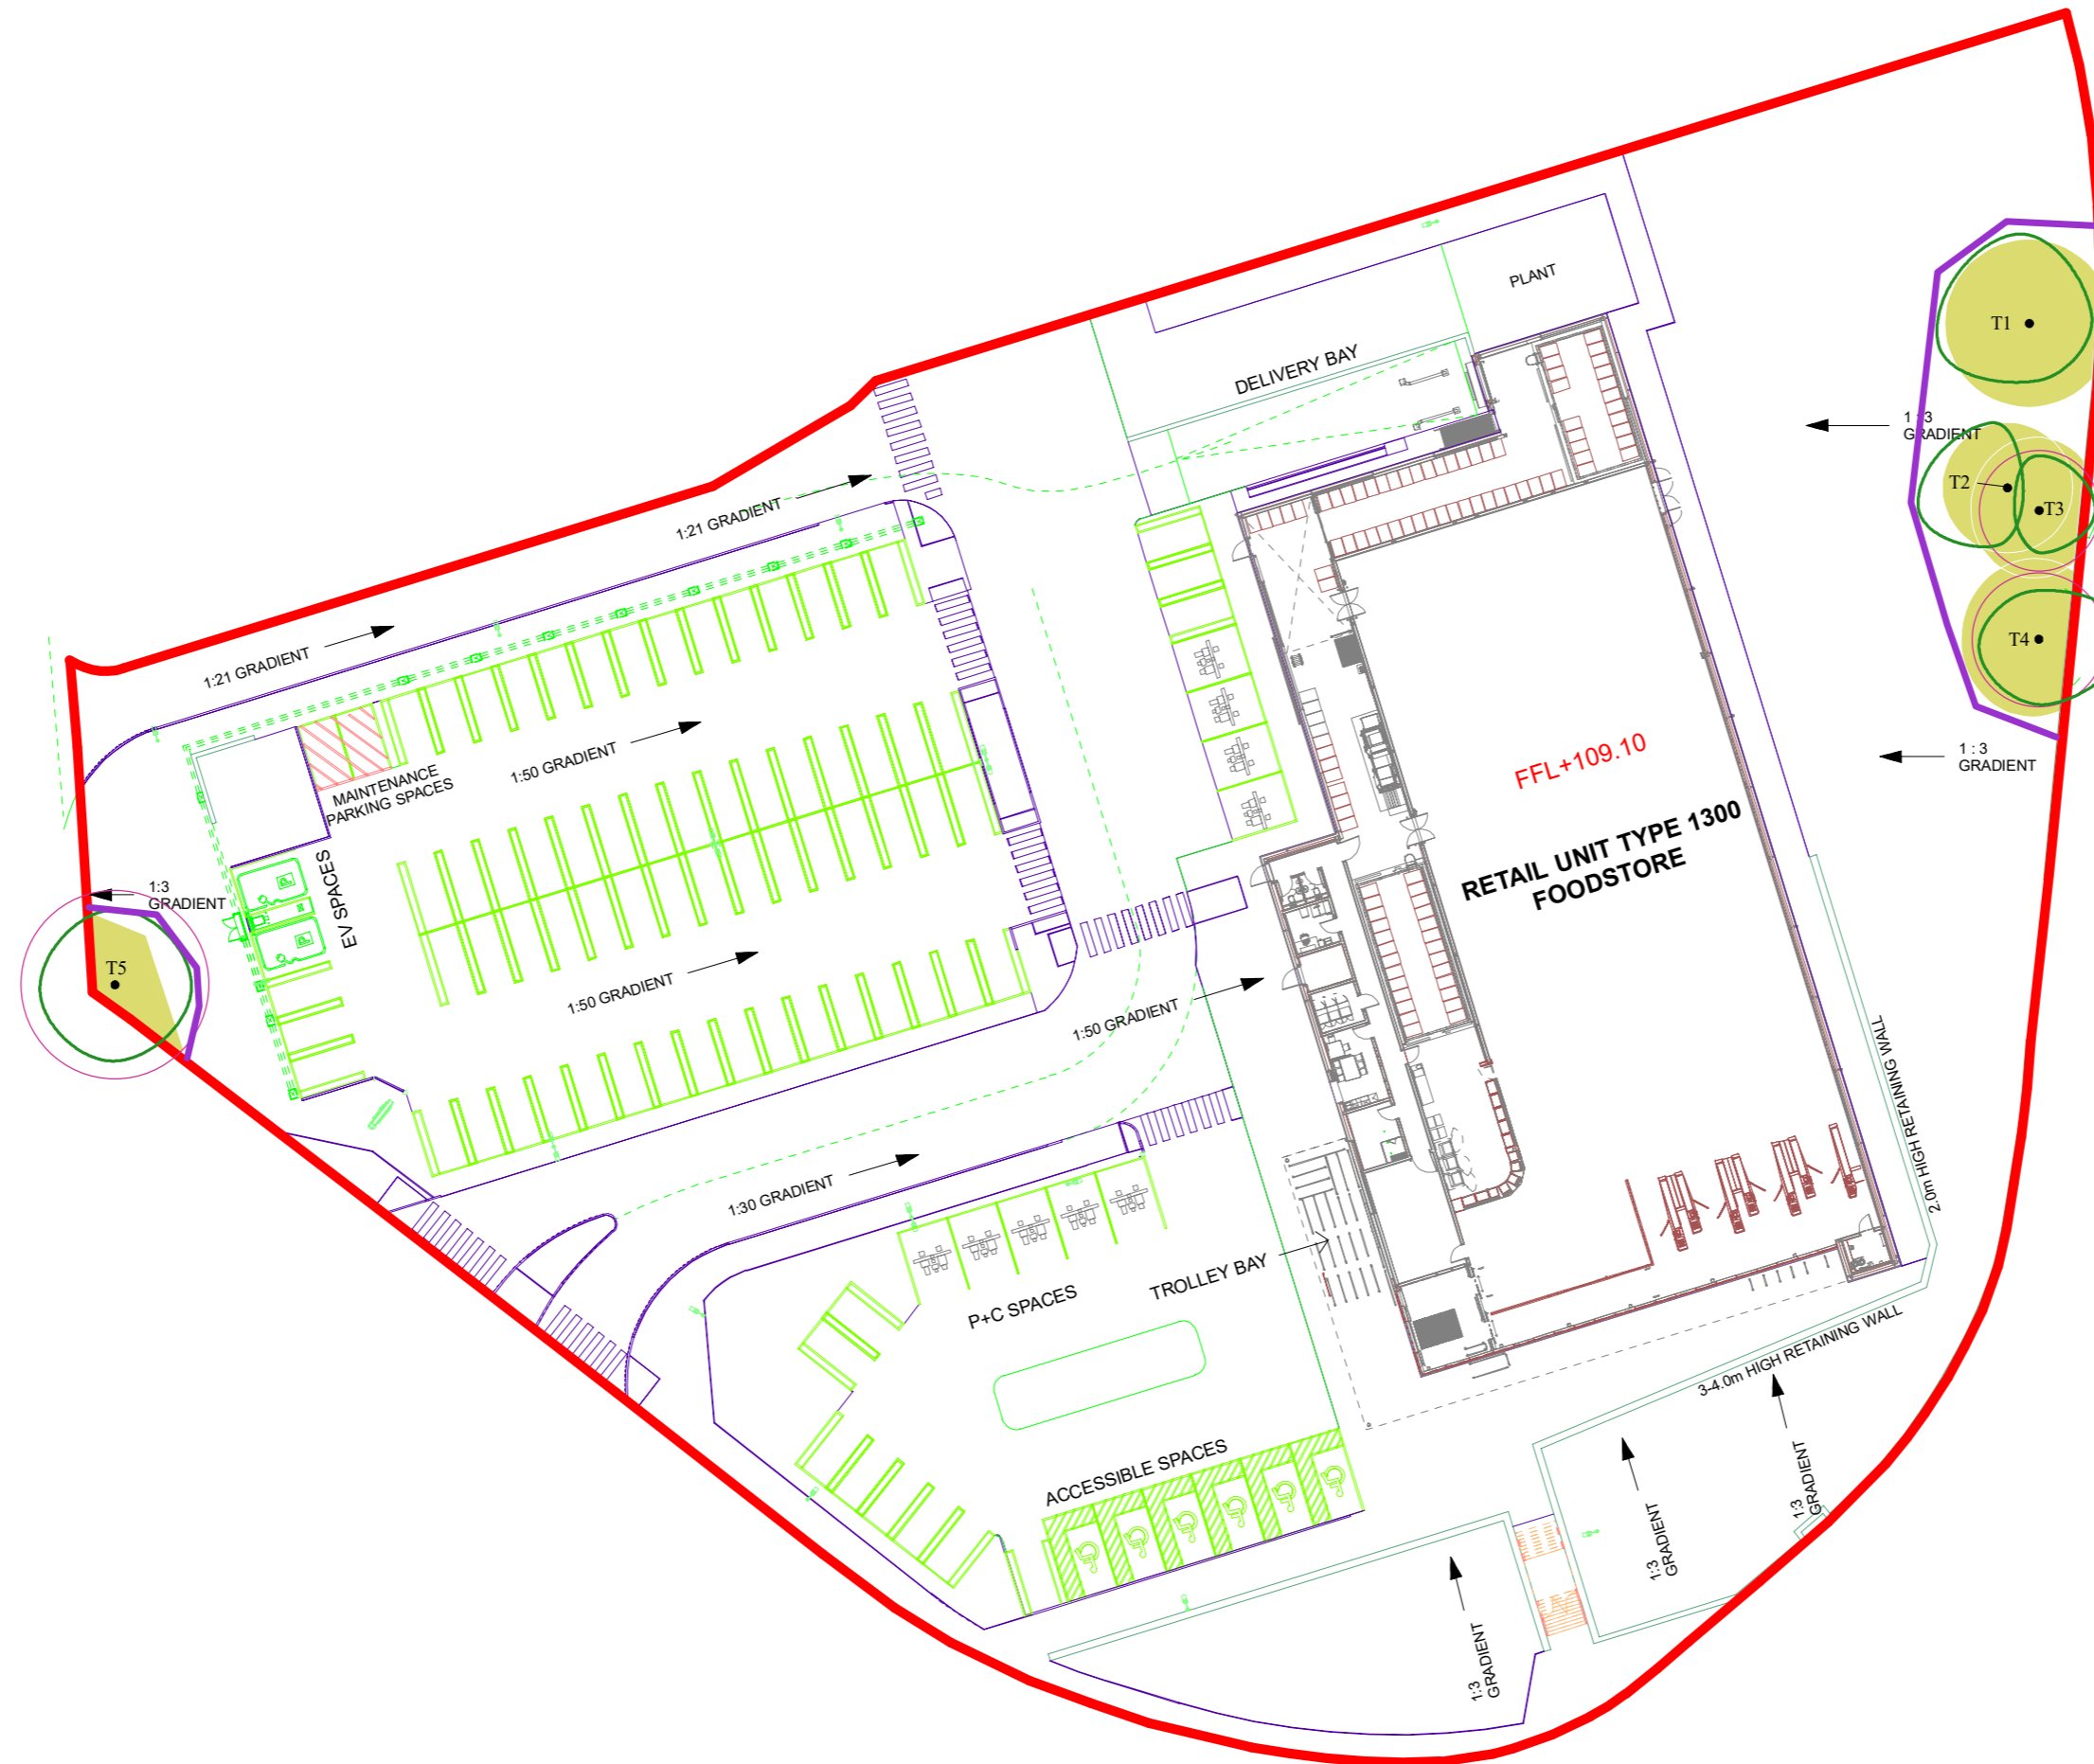 PLANT
DELIVERY BAY
T1
1 : 3
GRADIENT
T2
T3
T4
1:21 GRADIENT
1:21 GRADIENT
1:50 GRADIENT
MAINTENANCE
PARKING SPACES
FFL+109.10
1 : 3
GRADIENT
RETAIL UNIT TYPE 1300
FOODSTORE
EV SPACES
1:3
GRADIENT
T5
1:50 GRADIENT
1:50 GRADIENT
2.0m HIGH RETAINING WALL
1:30 GRADIENT
TROLLEY BAY
P+C SPACES
3-4.0m HIGH RETAINING WALL
ACCESSIBLE SPACES
1:3
GRADIENT
1:3
GRADIENT
1:3
GRADIENT